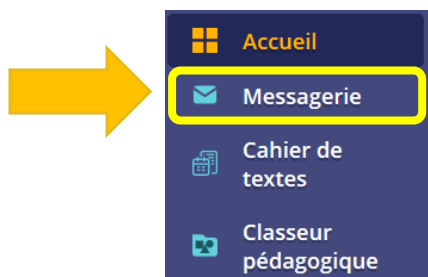 Accueil
Messagerie
Cahier de
textes
Classeur
pédagogique